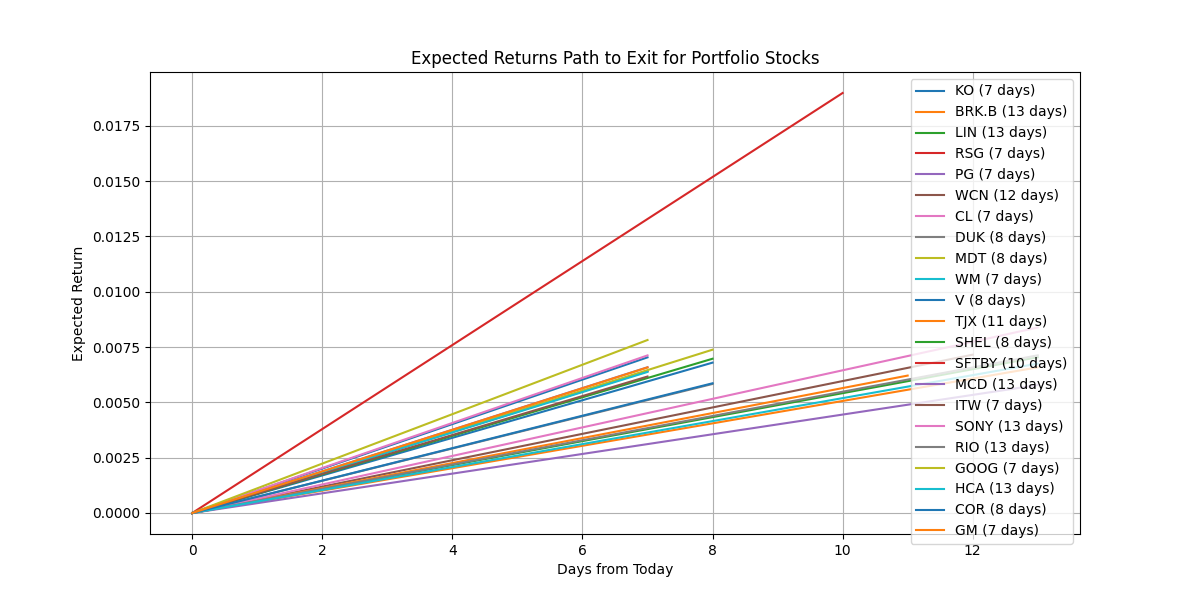 Expected Returns Path to Exit for Portfolio Stocks
Expected Return
0.0175
0.0150
0.0125
0.0100
0.0075
0.0050
0.0025
0.0000
0 2 4 6 8 10 12
Days from Today
KO (7 days)
BRK.B (13 days)
LIN (13 days)
RSG (7 days)
PG (7 days)
WCN (12 days)
CL (7 days)
DUK (8 days)
MDT (8 days)
WM (7 days)
V (8 days)
TJX (11 days)
SHEL (8 days)
SFTBY (10 days)
MCD (13 days)
ITW (7 days)
SONY (13 days)
RIO (13 days)
GOOG (7 days)
HCA (13 days)
COR (8 days)
GM (7 days)